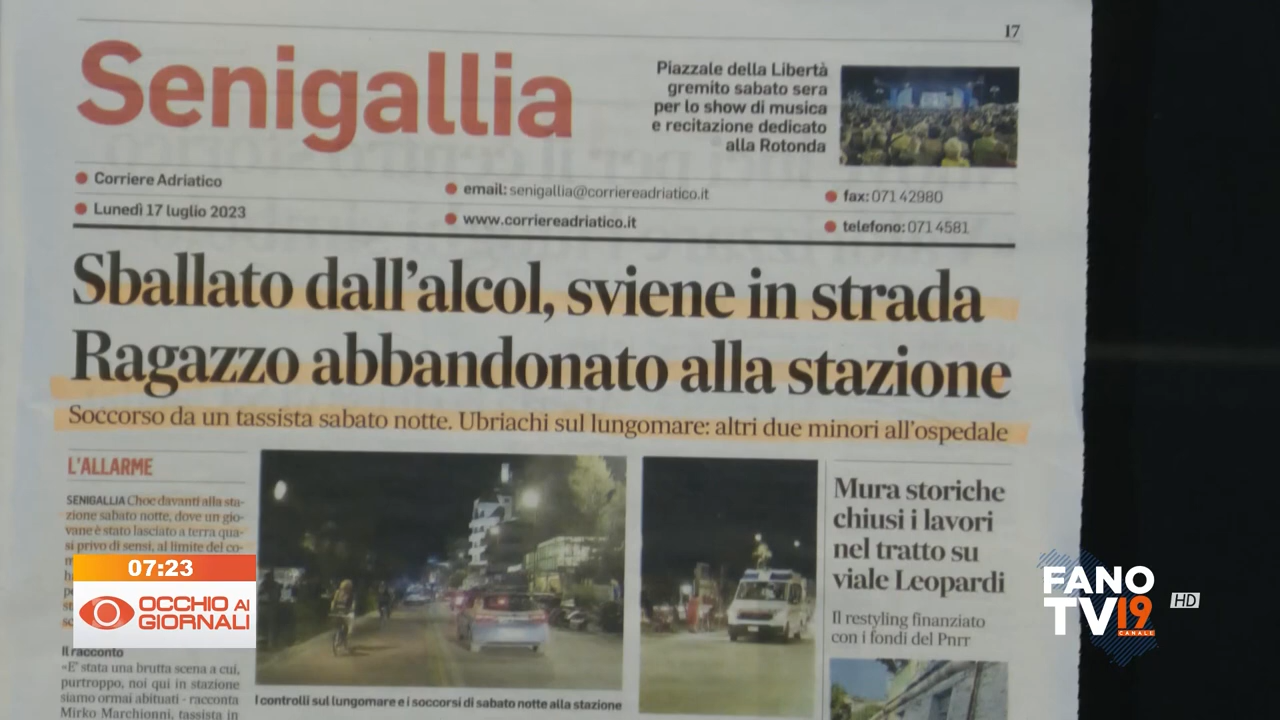 17
Senigallia
Piazzale della Libertà
gremito sabato sera
per lo show di musica
e recitazione dedicato
alla Rotonda
Corriere Adriatico
email: senigallia@corriereadriatico.it
fax: 071 42980
Lunedì 17 luglio 2023
www.corriereadriatico.it
telefono: 071 4581
Sballato dall'alcol, sviene in strada
Ragazzo abbandonato alla stazione
Soccorso da un tassista sabato notte. Ubriachi sul lungomare: altri due minori all'ospedale
L'ALLARME
SENIGALLIA Choc davanti alla sta-
zione sabato notte, dove un gio-
vane è stato lasciato a terra qua-
si privo di sensi, al limite del co-
Il racconto
«E' stata una brutta scena a cui,
purtroppo, noi qui in stazione
siamo ormai abituati - racconta
Mirko Marchionni, tassista in
I controlli sul lungomare e i soccorsi di sabato notte alla stazione
Mura storiche
chiusi i lavori
nel tratto su
viale Leopardi
Il restyling finanziato
con i fondi del Pnrr
07:23
OCCHIO AI
GIORNALI
FANO
TV19
CANALE
HD